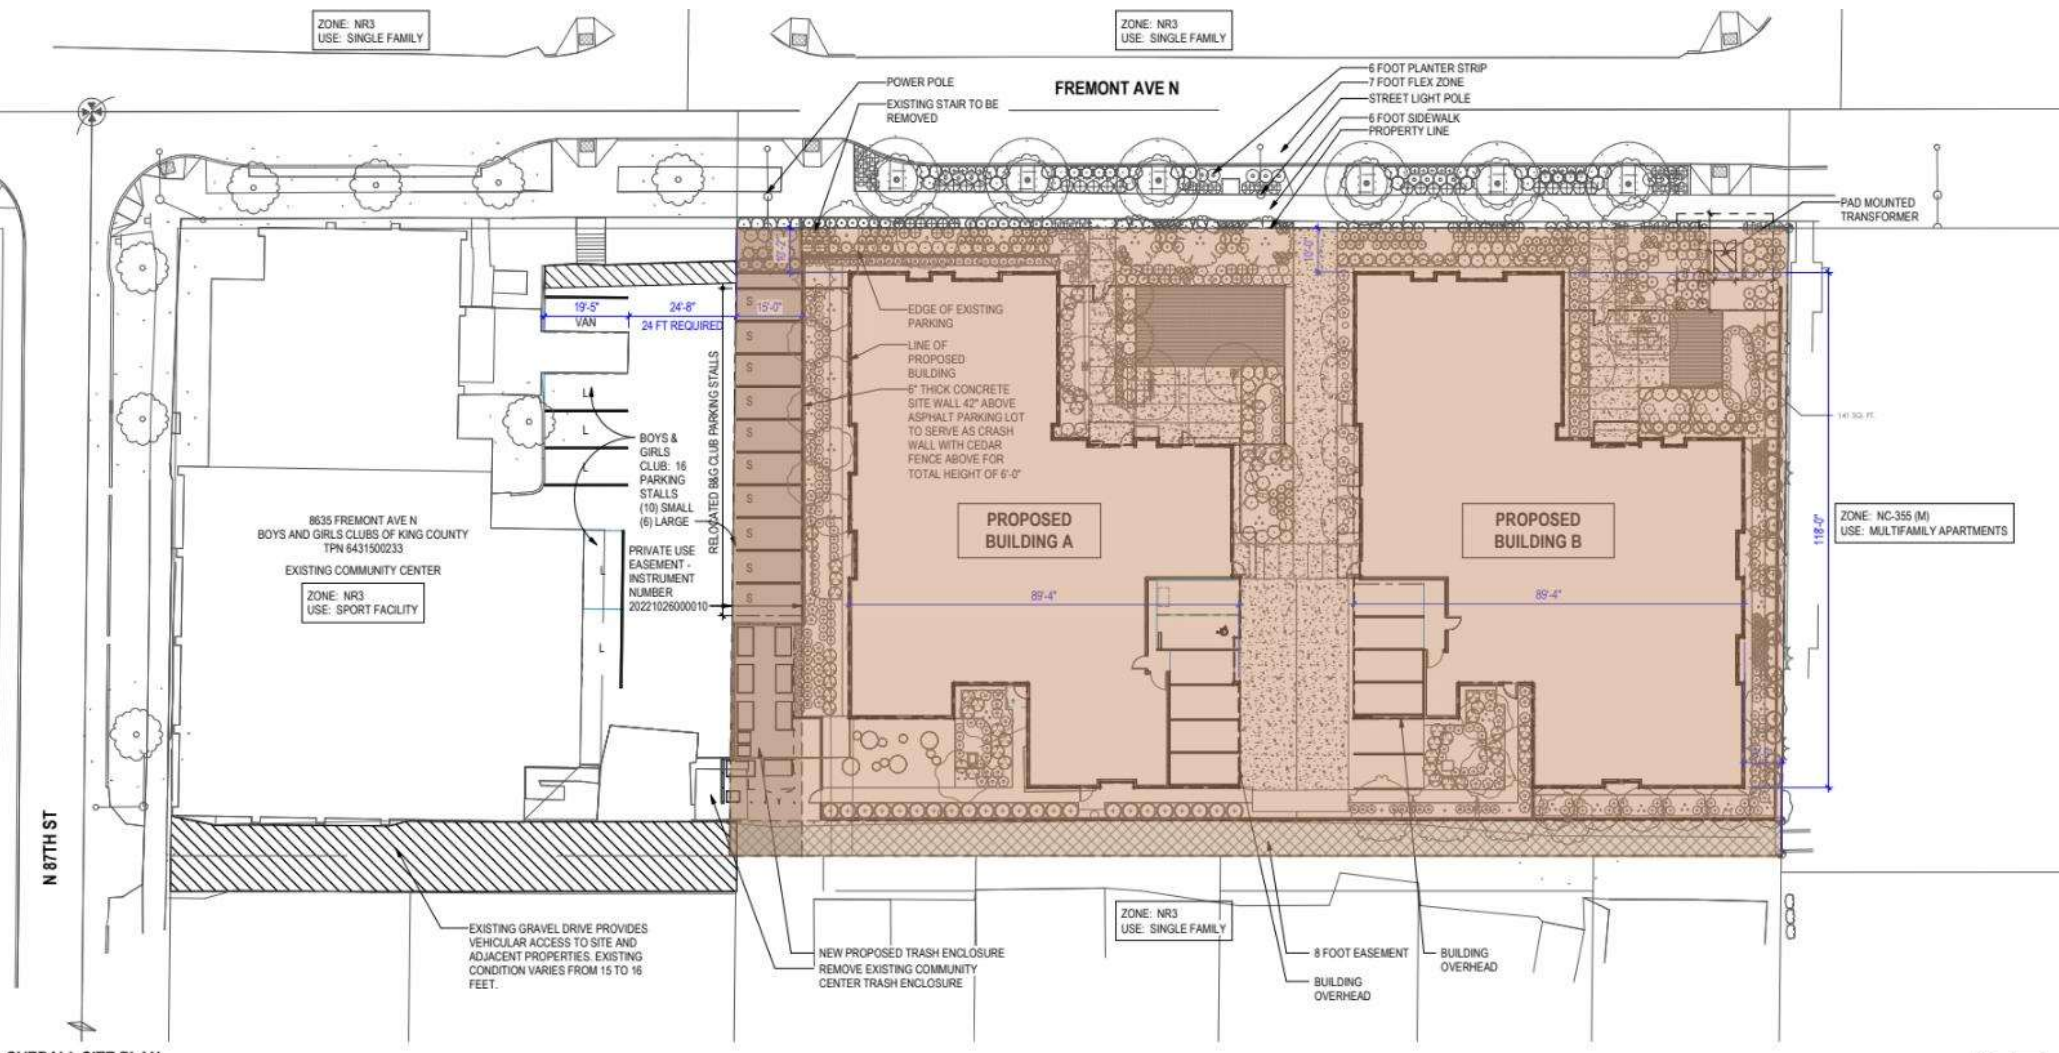 ZONE: NR3
USE: SINGLE FAMILY
ZONE: NR3
USE: SINGLE FAMILY
FREMONT AVE N
POWER POLE
EXISTING STAIR TO BE
REMOVED
6 FOOT PLANTER STRIP
7 FOOT FLEX ZONE
STREET LIGHT POLE
6 FOOT SIDEWALK
PROPERTY LINE
PAD MOUNTED
TRANSFORMER
10'-2"
10'-0"
19'-5"
VAN
24'-8"
24 FT REQUIRED
15'-0"
S
S
S
S
S
S
S
S
S
S
L
L
L
L
L
EDGE OF EXISTING
PARKING
LINE OF
PROPOSED
BUILDING
6" THICK CONCRETE
SITE WALL 42" ABOVE
ASPHALT PARKING LOT
TO SERVE AS CRASH
WALL WITH CEDAR
FENCE ABOVE FOR
TOTAL HEIGHT OF 6'-0"
RELOCATED B&G CLUB PARKING STALLS
BOYS &
GIRLS
CLUB: 16
PARKING
STALLS
(10) SMALL
(6) LARGE
PRIVATE USE
EASEMENT -
INSTRUMENT
NUMBER
20221026000010
8635 FREMONT AVE N
BOYS AND GIRLS CLUBS OF KING COUNTY
TPN 6431500233
EXISTING COMMUNITY CENTER
ZONE: NR3
USE: SPORT FACILITY
PROPOSED
BUILDING A
PROPOSED
BUILDING B
89'-4"
89'-4"
141 SQ. FT.
118'-0"
ZONE: NC-355 (M)
USE: MULTIFAMILY APARTMENTS
N 87TH ST
EXISTING GRAVEL DRIVE PROVIDES
VEHICULAR ACCESS TO SITE AND
ADJACENT PROPERTIES. EXISTING
CONDITION VARIES FROM 15 TO 16
FEET.
NEW PROPOSED TRASH ENCLOSURE
REMOVE EXISTING COMMUNITY
CENTER TRASH ENCLOSURE
ZONE: NR3
USE: SINGLE FAMILY
8 FOOT EASEMENT
BUILDING
OVERHEAD
BUILDING
OVERHEAD